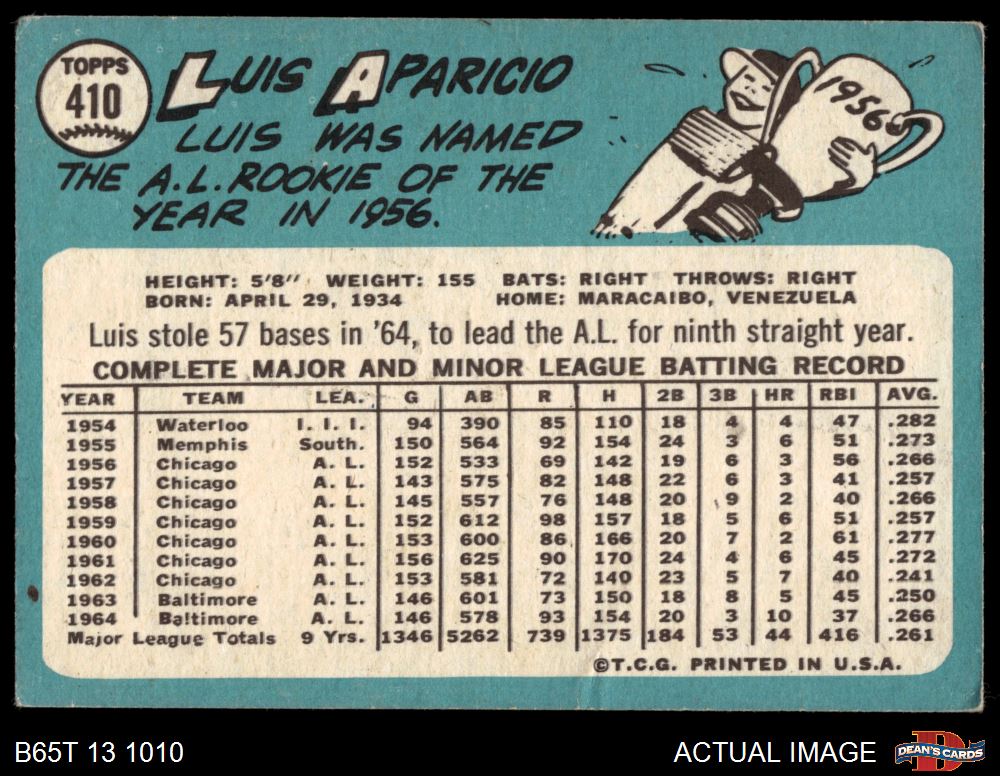 TOPPS
410
LUIS APARICIO
LUIS WAS NAMED
THE A.L. ROOKIE OF THE
YEAR IN 1956.
1956
HEIGHT: 5'8" WEIGHT: 155 BATS: RIGHT THROWS: RIGHT
BORN: APRIL 29, 1934 HOME: MARACAIBO, VENEZUELA
Luis stole 57 bases in '64, to lead the A.L. for ninth straight year.
COMPLETE MAJOR AND MINOR LEAGUE BATTING RECORD
YEAR TEAM LEA. G AB R H 2B 3B HR RBI AVG.
1954 Waterloo I. I. I. 94 390 85 110 18 4 4 47 .282
1955 Memphis South. 150 564 92 154 24 3 6 51 .273
1956 Chicago A. L. 152 533 69 142 19 6 3 56 .266
1957 Chicago A. L. 143 575 82 148 22 6 3 41 .257
1958 Chicago A. L. 145 557 76 148 20 9 2 40 .266
1959 Chicago A. L. 152 612 98 157 18 5 6 51 .257
1960 Chicago A. L. 153 600 86 166 20 7 2 61 .277
1961 Chicago A. L. 156 625 90 170 24 4 6 45 .272
1962 Chicago A. L. 153 581 72 140 23 5 7 40 .241
1963 Baltimore A. L. 146 601 73 150 18 8 5 45 .250
1964 Baltimore A. L. 146 578 93 154 20 3 10 37 .266
Major League Totals 9 Yrs. 1346 5262 739 1375 184 53 44 416 .261
©T.C.G. PRINTED IN U.S.A.
B65T 13 1010 ACTUAL IMAGE D DEAN'S CARDS